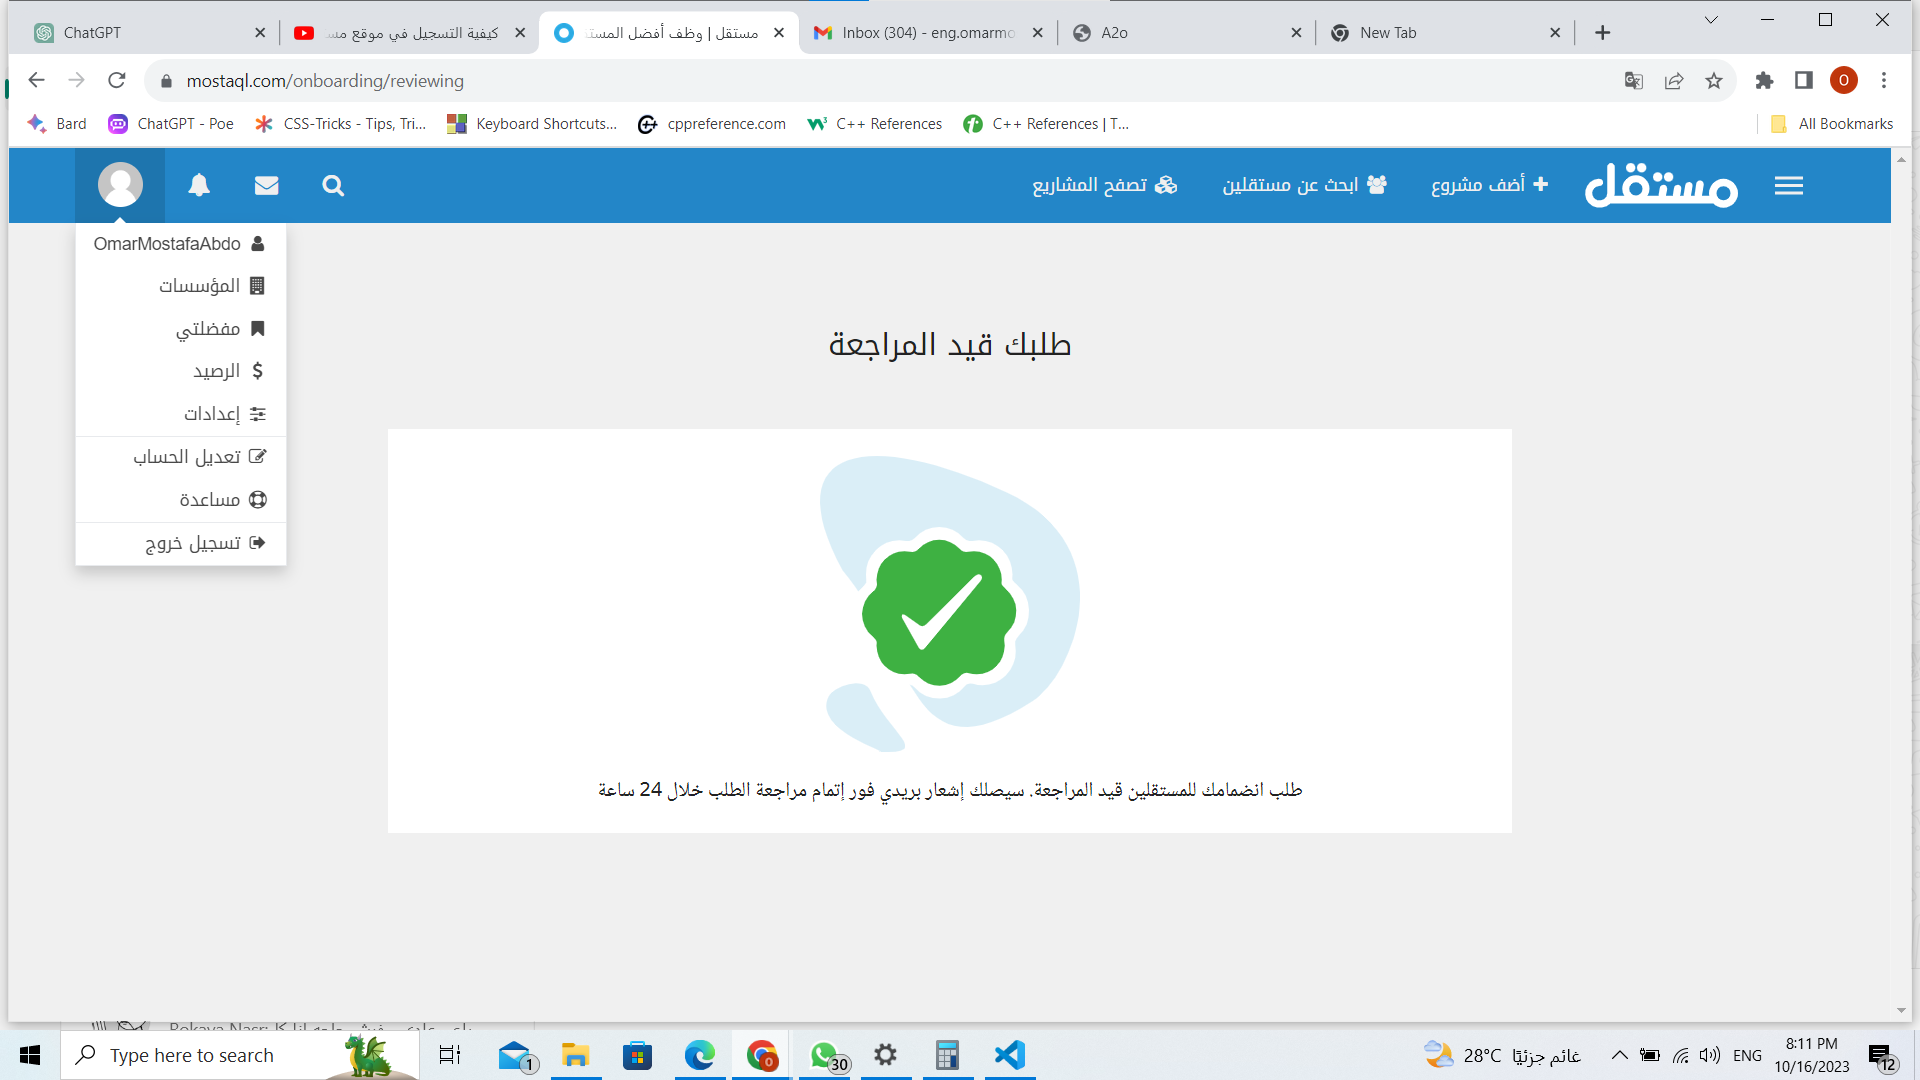 ChatGPT
كيفية التسجيل في موقع مس
مستقل | وظف أفضل المستق
Inbox (304) - eng.omarmo
A2o
New Tab
mostaql.com/onboarding/reviewing
Bard
ChatGPT - Poe
CSS-Tricks - Tips, Tri...
Keyboard Shortcuts...
cppreference.com
C++ References
C++ References | T...
All Bookmarks
مستقل
أضف مشروع
ابحث عن مستقلين
تصفح المشاريع
OmarMostafaAbdo
المؤسسات
مفضلتي
الرصيد
إعدادات
تعديل الحساب
مساعدة
تسجيل خروج
طلبك قيد المراجعة
طلب انضمامك للمستقلين قيد المراجعة. سيصلك إشعار بريدي فور إتمام مراجعة الطلب خلال 24 ساعة
Type here to search
1
O
30
28°C غائم جزئيًا
ENG
8:11 PM
10/16/2023
12